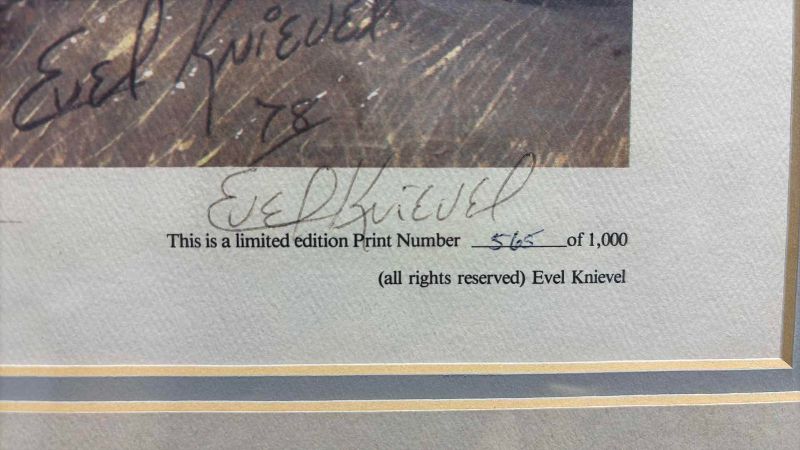 Evel Knievel
78
Evel Knievel
This is a limited edition Print Number 565 of 1,000
(all rights reserved) Evel Knievel